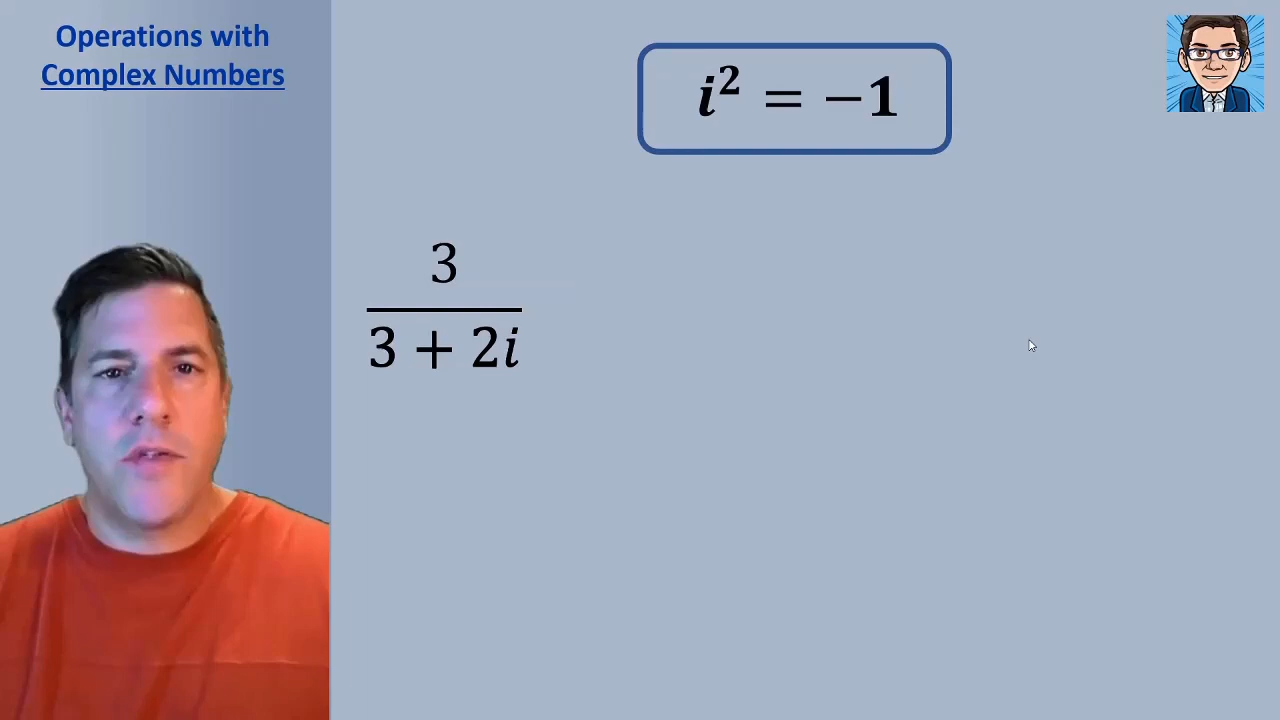 Operations with
Complex Numbers
i² = −1
3
3 + 2i